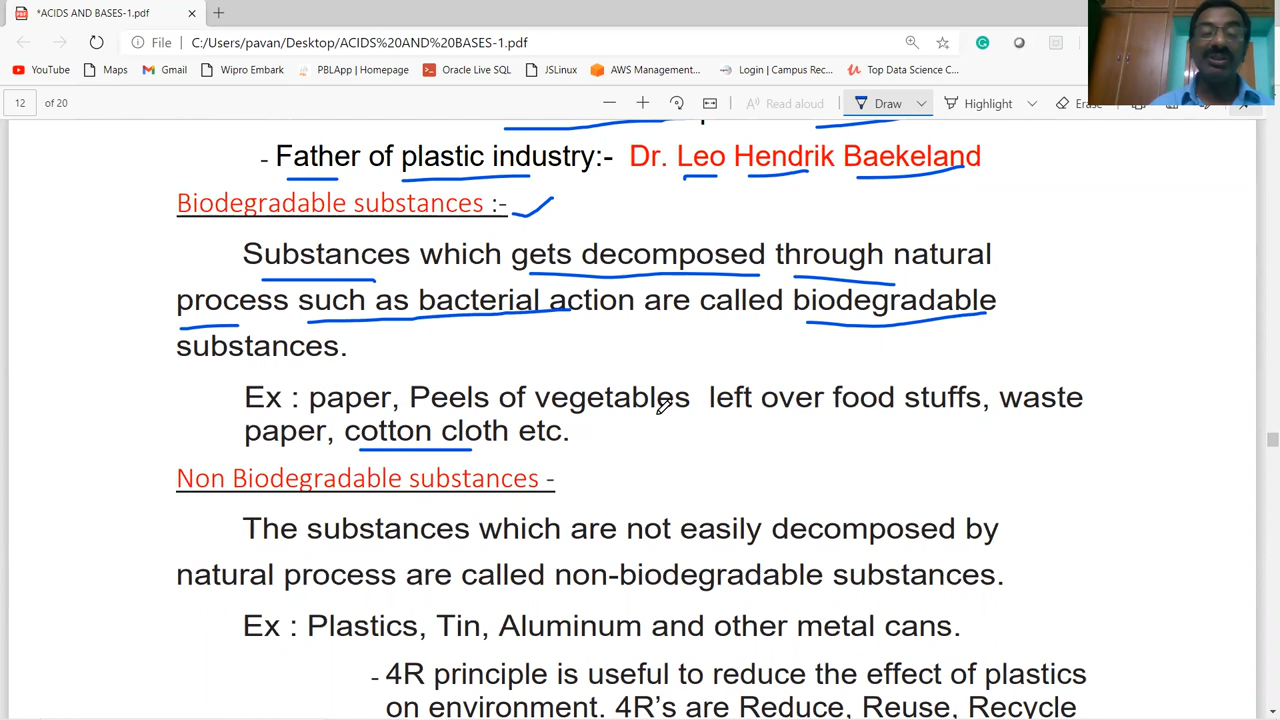 *ACIDS AND BASES-1.pdf
File C:/Users/pavan/Desktop/ACIDS%20AND%20BASES-1.pdf
YouTube Maps Gmail Wipro Embark PBLApp | Homepage Oracle Live SQL JSLinux AWS Management... Login | Campus Rec... Top Data Science C...
12 of 20 Read aloud Draw Highlight Erase
- Father of plastic industry:- Dr. Leo Hendrik Baekeland
Biodegradable substances :-
Substances which gets decomposed through natural
process such as bacterial action are called biodegradable
substances.
Ex : paper, Peels of vegetables left over food stuffs, waste
paper, cotton cloth etc.
Non Biodegradable substances -
The substances which are not easily decomposed by
natural process are called non-biodegradable substances.
Ex : Plastics, Tin, Aluminum and other metal cans.
- 4R principle is useful to reduce the effect of plastics
on environment. 4R's are Reduce, Reuse, Recycle